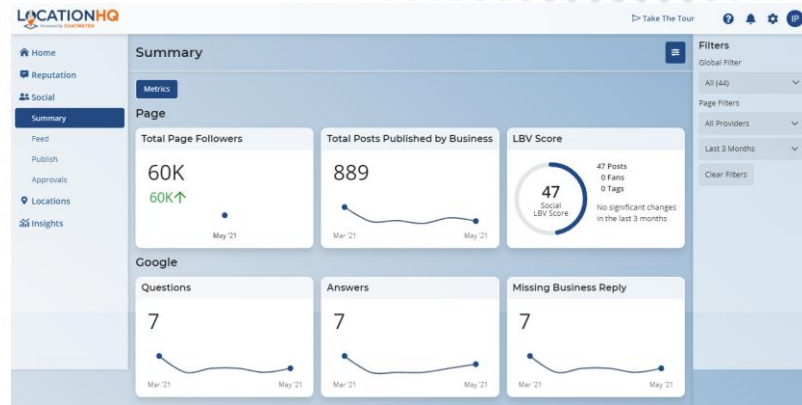 LOCATIONHQ
Powered by CHATMETER
Take The Tour
IP
Home
Reputation
Social
Summary
Feed
Publish
Approvals
Locations
Insights
Summary
Metrics
Page
Total Page Followers
60K
60K↑
May '21
Total Posts Published by Business
889
Mar '21
May '21
LBV Score
47
Social
LBV Score
47 Posts
0 Fans
0 Tags
No significant changes
in the last 3 months
Google
Questions
7
Mar '21
May '21
Answers
7
Mar '21
May '21
Missing Business Reply
7
Mar '21
May '21
Filters
Global Filter
All (44)
Page Filters
All Providers
Last 3 Months
Clear Filters